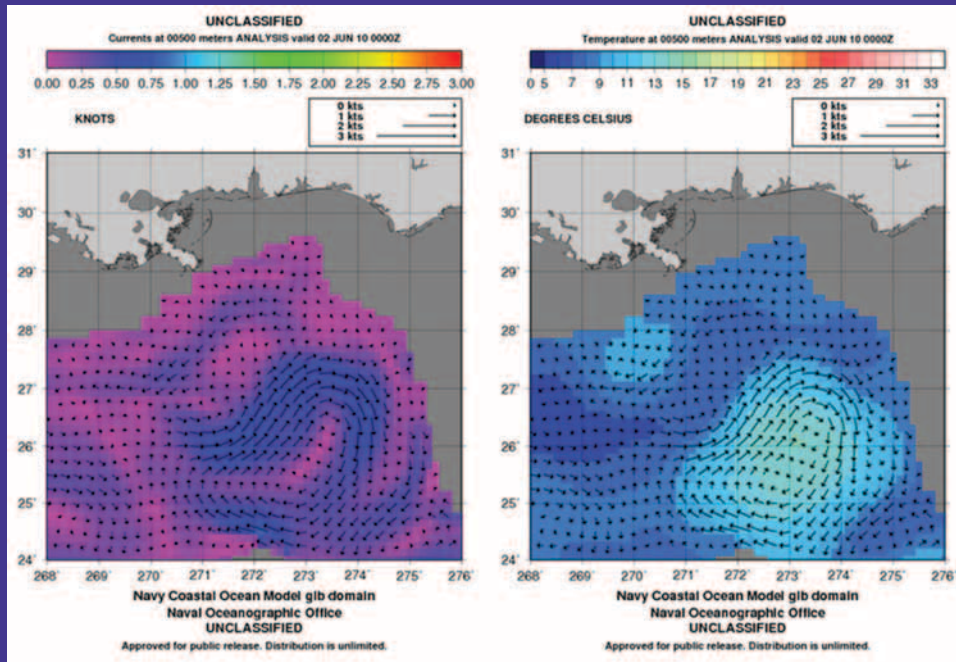 UNCLASSIFIED
Currents at 00500 meters ANALYSIS valid 02 JUN 10 0000Z
0.00 0.25 0.50 0.75 1.00 1.25 1.50 1.75 2.00 2.25 2.50 2.75 3.00
KNOTS
0 kts
1 kts
2 kts
3 kts
31°
30°
29°
28°
27°
26°
25°
24°
268° 269° 270° 271° 272° 273° 274° 275° 276°
Navy Coastal Ocean Model glb domain
Naval Oceanographic Office
UNCLASSIFIED
Approved for public release. Distribution is unlimited.
UNCLASSIFIED
Temperature at 00500 meters ANALYSIS valid 02 JUN 10 0000Z
0 5 7 9 11 13 15 17 19 21 23 25 27 29 31 33
DEGREES CELSIUS
0 kts
1 kts
2 kts
3 kts
31°
30°
29°
28°
27°
26°
25°
24°
268° 269° 270° 271° 272° 273° 274° 275° 276°
Navy Coastal Ocean Model glb domain
Naval Oceanographic Office
UNCLASSIFIED
Approved for public release. Distribution is unlimited.